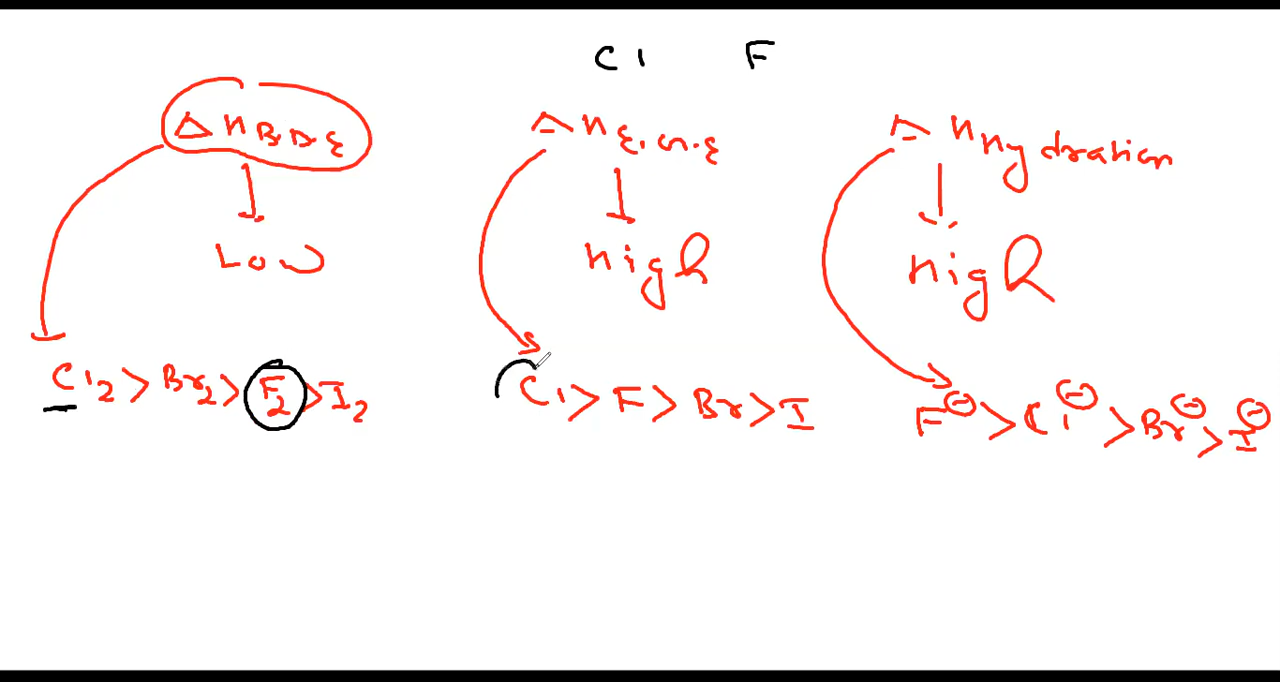 Cl F
ΔH B.D.E ΔH E.G.E ΔH Hydration
Low High High
Cl₂ > Br₂ > F₂ > I₂ Cl > F > Br > I F⊖ > Cl⊖ > Br⊖ > I⊖